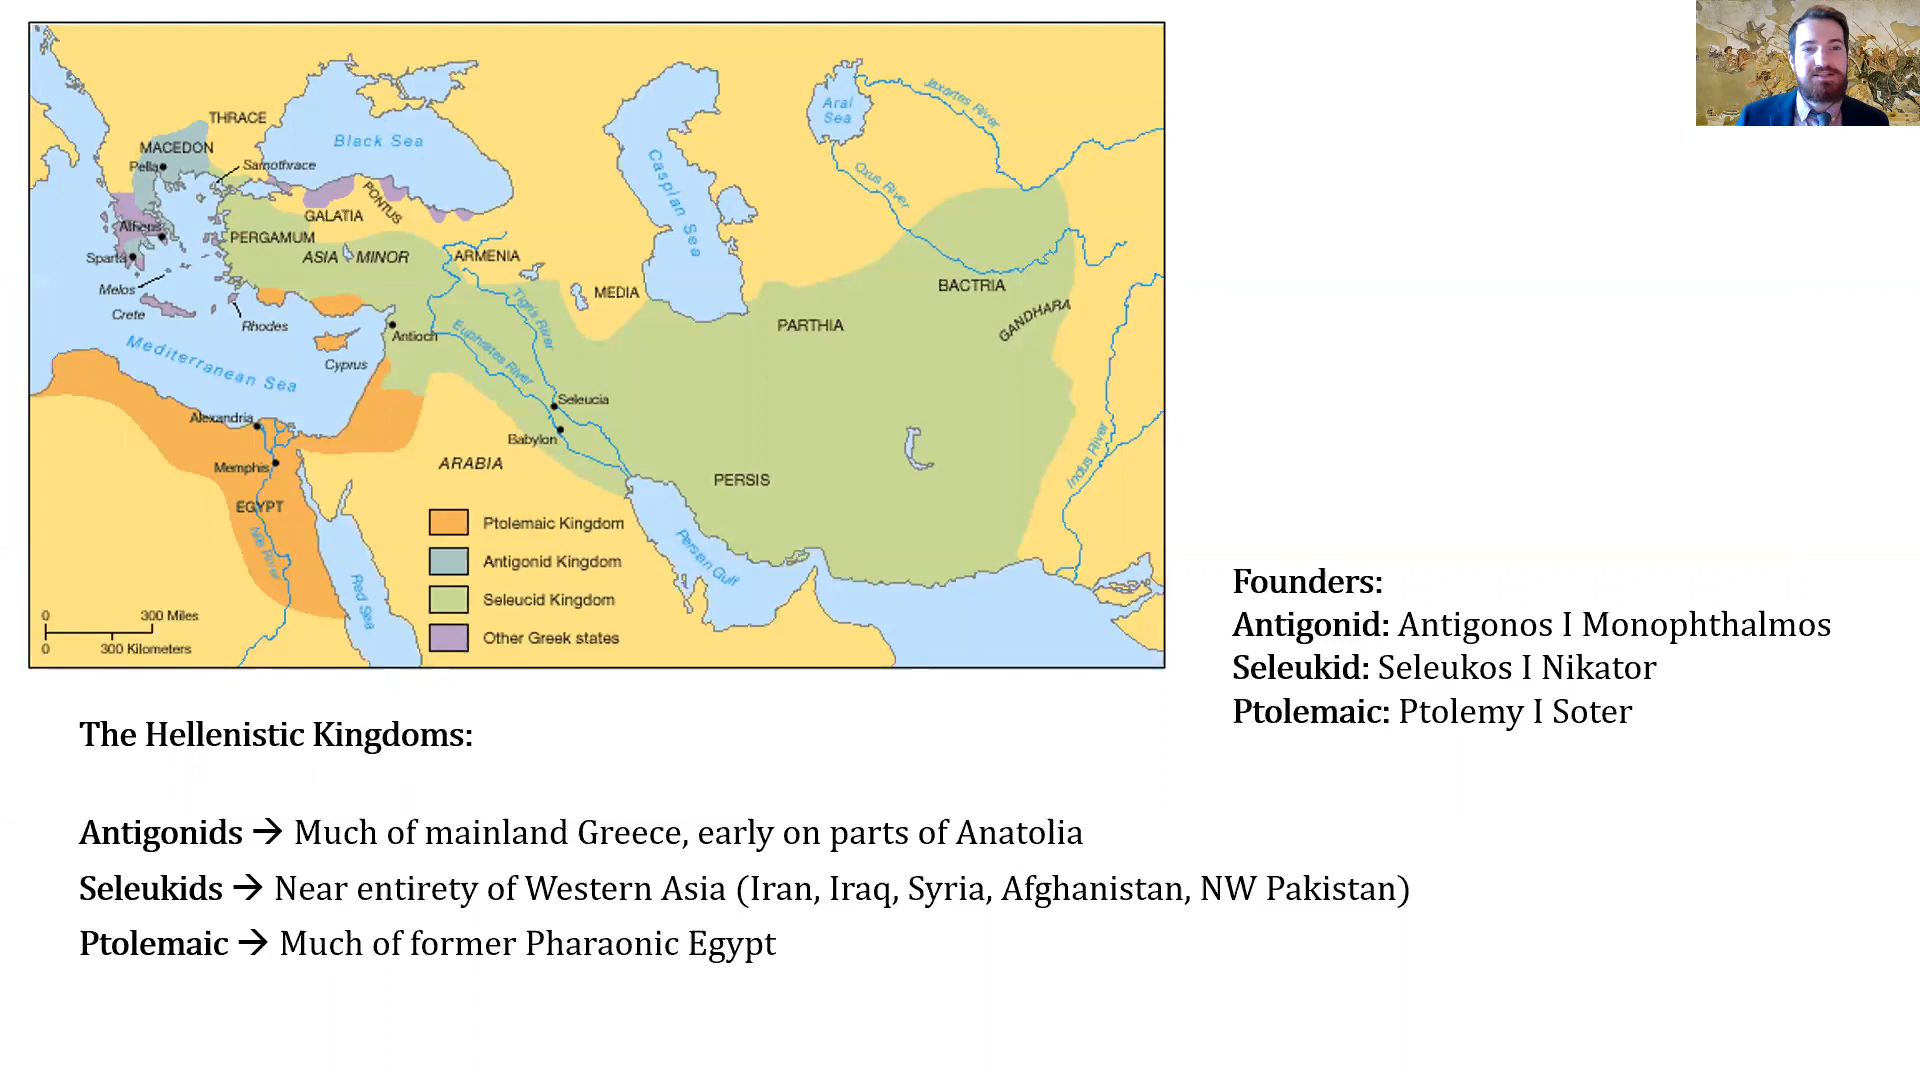 THRACE
Black Sea
Aral
Sea
Jaxartes River
MACEDON
Pella
Samothrace
Caspian Sea
Oxus River
PONTUS
GALATIA
Athens
PERGAMUM
ASIA MINOR
ARMENIA
Sparta
Melos
MEDIA
BACTRIA
GANDHARA
Crete
Rhodes
Tigris River
PARTHIA
Antioch
Euphrates River
Mediterranean Sea
Cyprus
Seleucia
Alexandria
Babylon
Memphis
ARABIA
PERSIS
Indus River
EGYPT
Nile River
Ptolemaic Kingdom
Antigonid Kingdom
Seleucid Kingdom
Other Greek states
Persian Gulf
Red Sea
0 300 Miles
0 300 Kilometers
Founders:
Antigonid: Antigonos I Monophthalmos
Seleukid: Seleukos I Nikator
Ptolemaic: Ptolemy I Soter
The Hellenistic Kingdoms:
Antigonids → Much of mainland Greece, early on parts of Anatolia
Seleukids → Near entirety of Western Asia (Iran, Iraq, Syria, Afghanistan, NW Pakistan)
Ptolemaic → Much of former Pharaonic Egypt